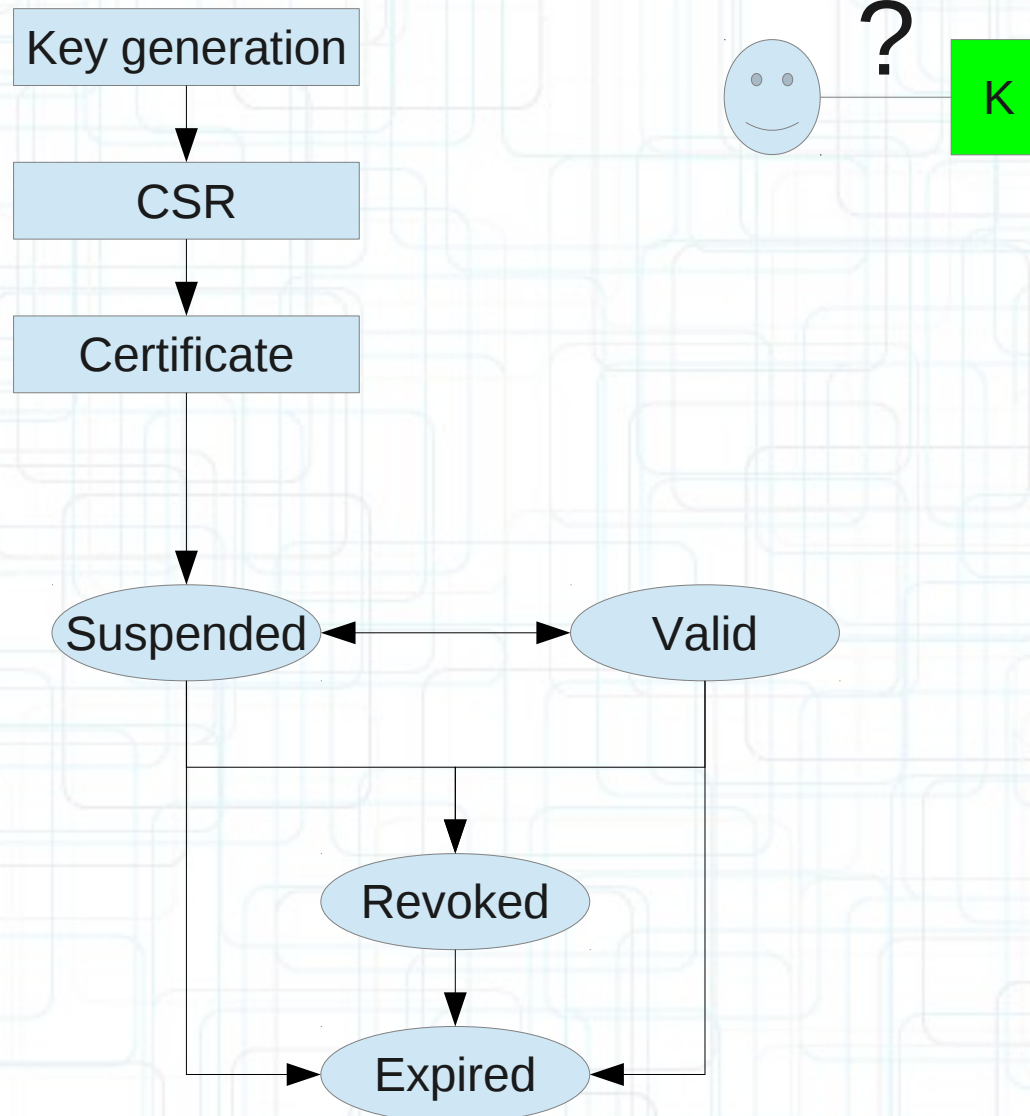 Key generation
?
K
CSR
Certificate
Suspended
Valid
Revoked
Expired